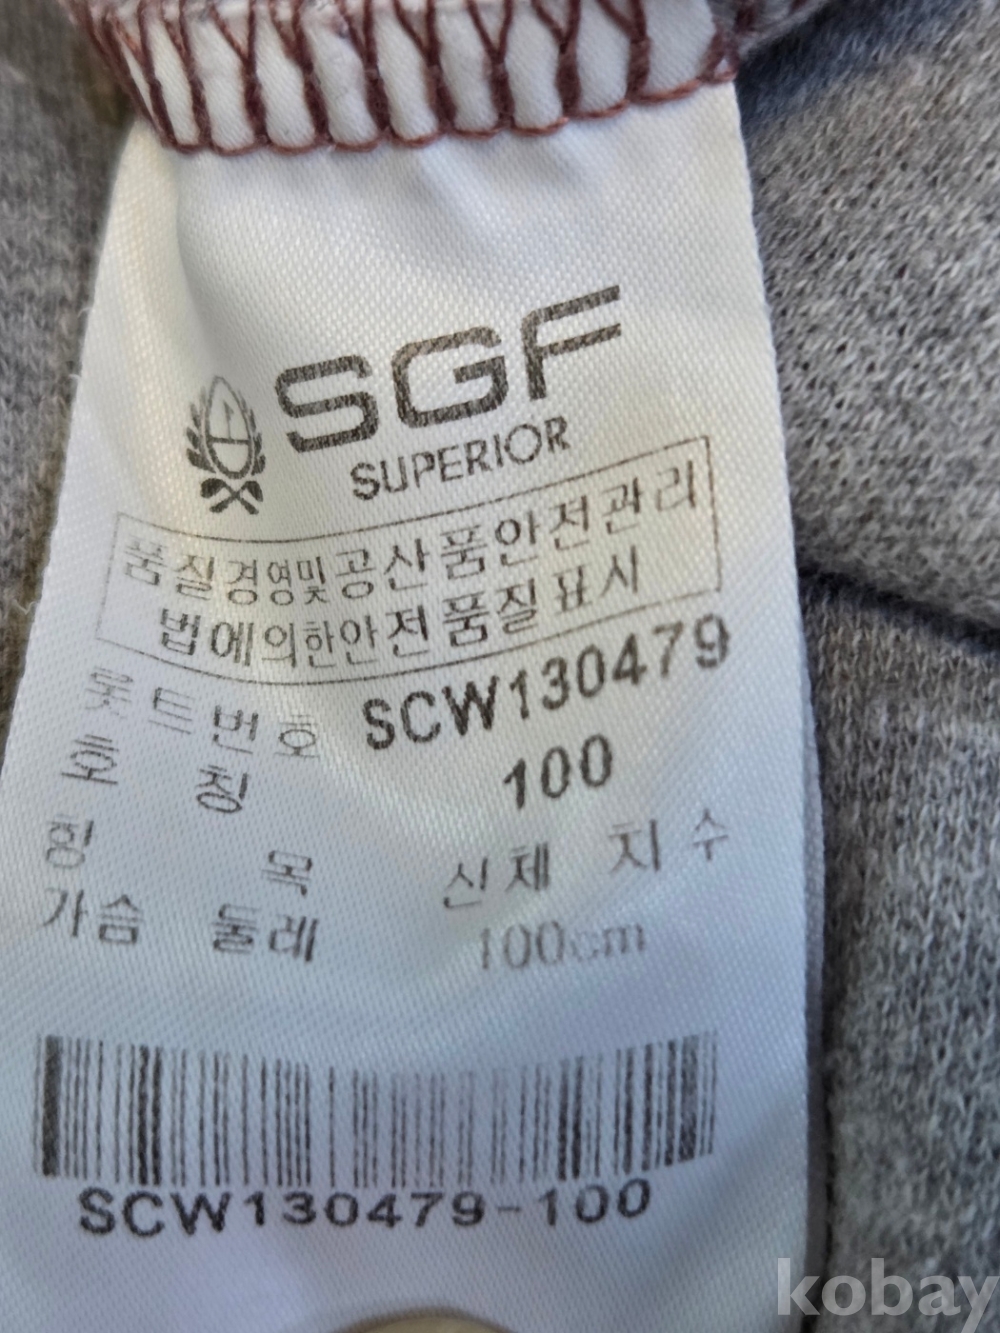 SGF
SUPERIOR
품질경영및공산품안전관리
법에의한안전품질표시
롯트번호 SCW130479
호칭 100
항목 신체 치수
가슴 둘레 100cm
SCW130479-100
kobay